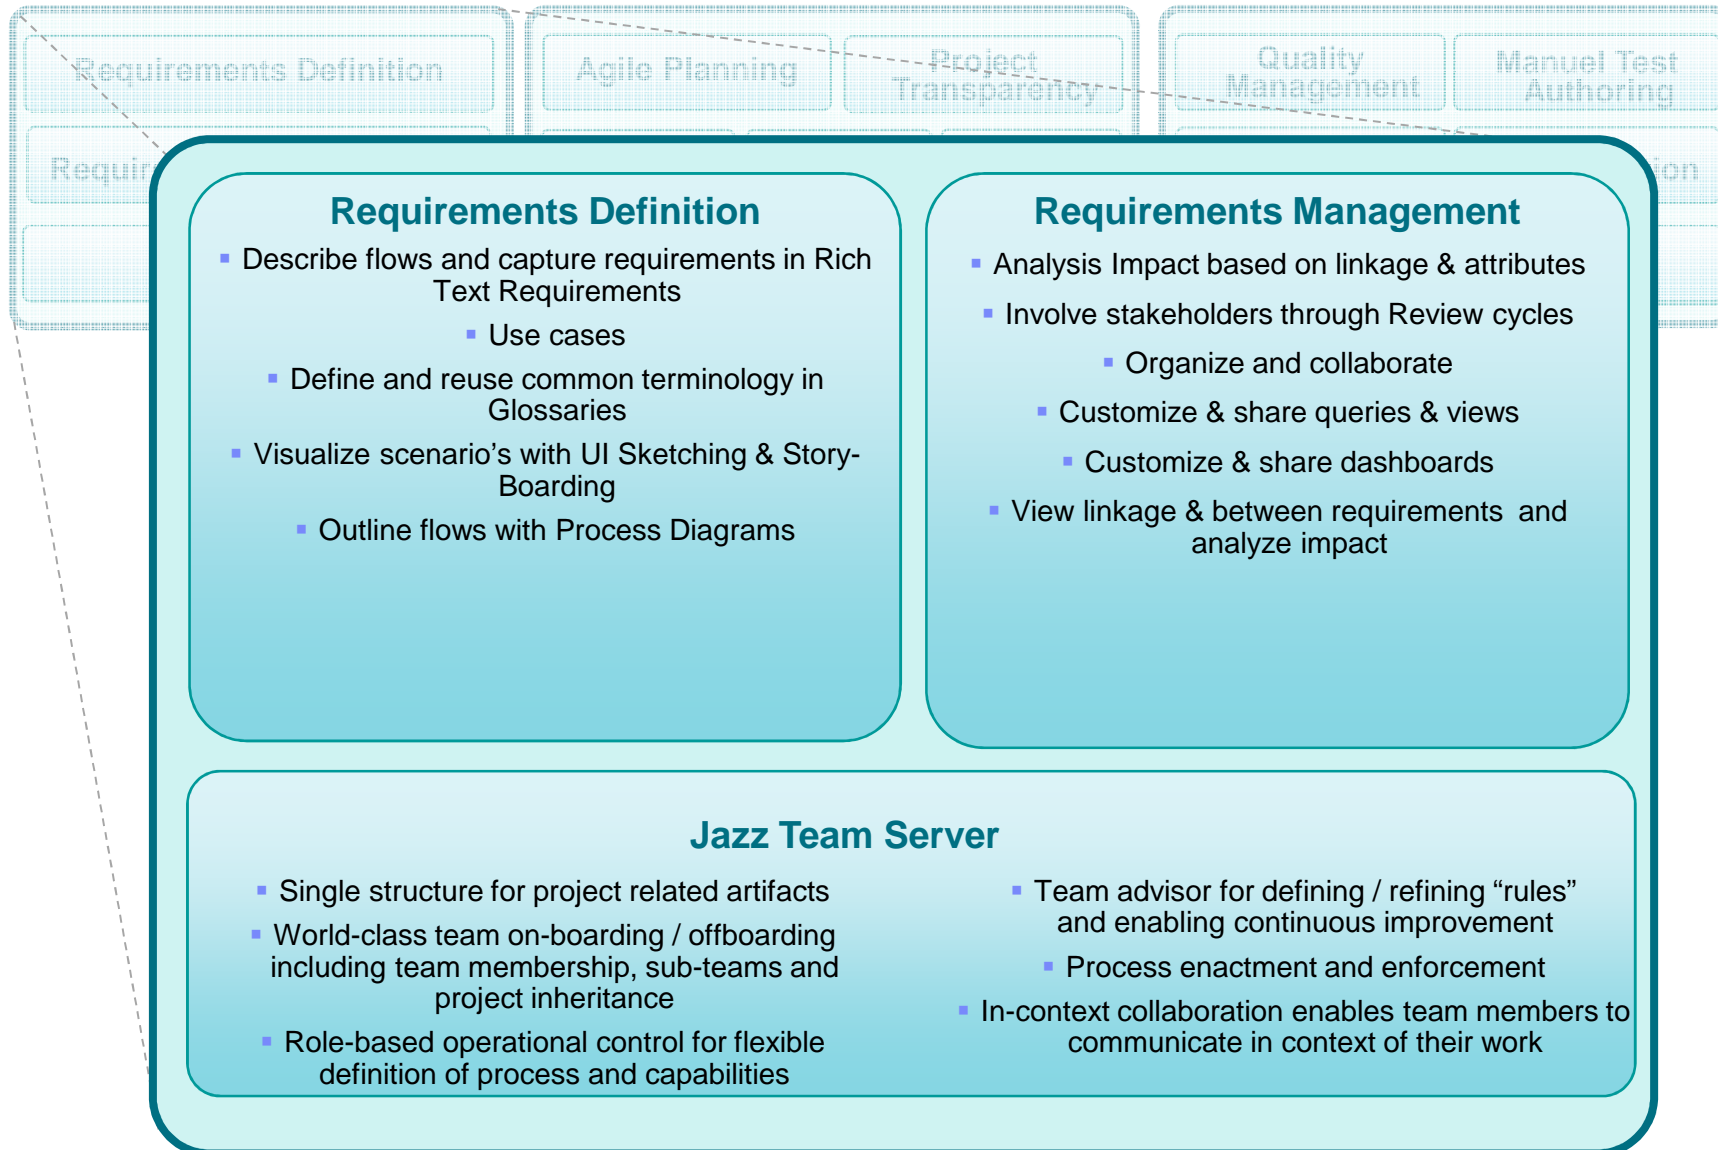 Requirements Definition
Agile Planning
Project
Transparency
Quality
Management
Manuel Test
Authoring
Requirements Definition
▪ Describe flows and capture requirements in Rich
Text Requirements
▪ Use cases
▪ Define and reuse common terminology in
Glossaries
▪ Visualize scenario’s with UI Sketching & Story-
Boarding
▪ Outline flows with Process Diagrams
Requirements Management
▪ Analysis Impact based on linkage & attributes
▪ Involve stakeholders through Review cycles
▪ Organize and collaborate
▪ Customize & share queries & views
▪ Customize & share dashboards
▪ View linkage & between requirements  and
analyze impact
Jazz Team Server
▪ Single structure for project related artifacts
▪ World-class team on-boarding / offboarding
including team membership, sub-teams and
project inheritance
▪ Role-based operational control for flexible
definition of process and capabilities
▪ Team advisor for defining / refining “rules”
and enabling continuous improvement
▪ Process enactment and enforcement
▪ In-context collaboration enables team members to
communicate in context of their work